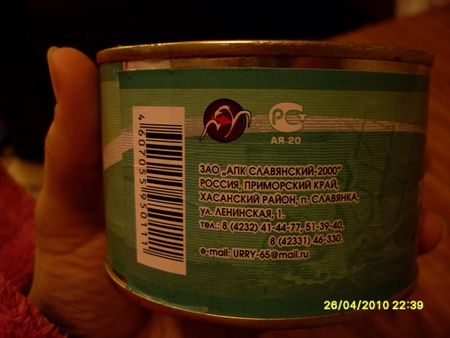 РСТ
АЯ-20
4607055950111
ЗАО „АПК СЛАВЯНСКИЙ-2000”
РОССИЯ, ПРИМОРСКИЙ КРАЙ,
ХАСАНСКИЙ РАЙОН, п. СЛАВЯНКА,
ул. ЛЕНИНСКАЯ, 1.
тел.: 8 (4232) 41-44-77, 51-39-40,
8 (42331) 46-330.
e-mail: URRY-65@mail.ru
26/04/2010 22:39